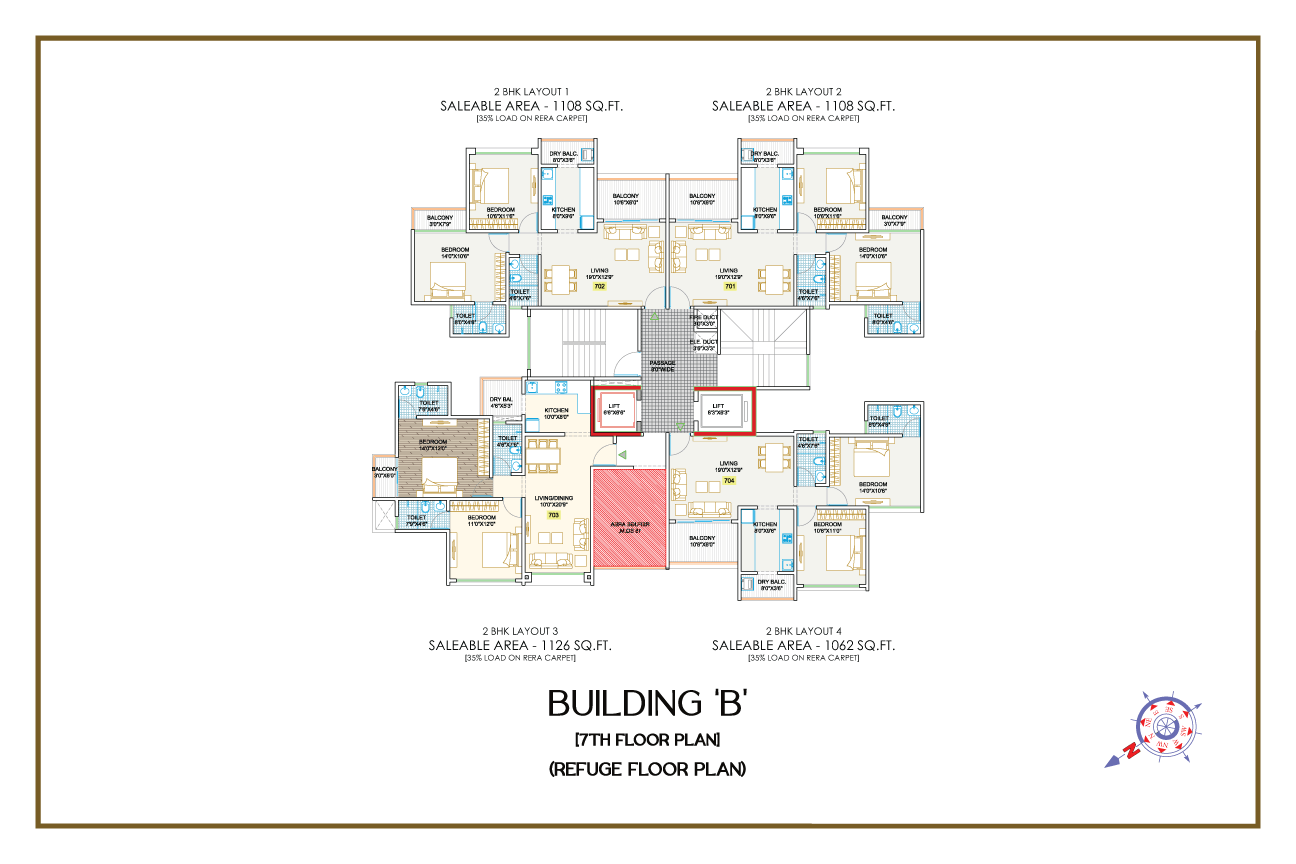 2 BHK LAYOUT 1
SALEABLE AREA - 1108 SQ.FT.
[35% LOAD ON RERA CARPET]
2 BHK LAYOUT 2
SALEABLE AREA - 1108 SQ.FT.
[35% LOAD ON RERA CARPET]
DRY BALC.
8'0"X3'6"
BEDROOM
10'6"X11'6"
KITCHEN
8'0"X9'6"
BALCONY
10'6"X6'0"
BALCONY
3'0"X7'9"
BEDROOM
14'0"X10'6"
LIVING
19'0"X12'9"
702
TOILET
4'6"X7'6"
TOILET
8'0"X4'6"
DRY BALC.
8'0"X3'6"
BALCONY
10'6"X6'0"
KITCHEN
8'0"X9'6"
BEDROOM
10'6"X11'6"
BALCONY
3'0"X7'9"
BEDROOM
14'0"X10'6"
LIVING
19'0"X12'9"
701
TOILET
4'6"X7'6"
TOILET
8'0"X4'6"
FIRE DUCT
ELE. DUCT
3'6"X3'3"
PASSAGE
8'0"WIDE
LIFT
6'6"X6'6"
LIFT
6'3"X8'3"
TOILET
7'9"X4'6"
DRY BAL
4'6"X8'3"
KITCHEN
10'0"X8'0"
BEDROOM
14'0"X12'0"
TOILET
4'6"X7'6"
BALCONY
3'0"X8'0"
LIVING/DINING
10'0"X20'9"
703
TOILET
7'9"X4'6"
BEDROOM
11'0"X12'0"
REFUGE AREA
15 SQ.M.
TOILET
8'0"X4'6"
LIVING
19'0"X12'9"
704
TOILET
4'6"X7'6"
BEDROOM
14'0"X10'6"
KITCHEN
8'0"X9'6"
BEDROOM
10'6"X11'0"
BALCONY
10'6"X6'0"
DRY BALC.
8'0"X3'6"
2 BHK LAYOUT 3
SALEABLE AREA - 1126 SQ.FT.
[35% LOAD ON RERA CARPET]
2 BHK LAYOUT 4
SALEABLE AREA - 1062 SQ.FT.
[35% LOAD ON RERA CARPET]
BUILDING 'B'
[7TH FLOOR PLAN]
(REFUGE FLOOR PLAN)
N
N
NE
E
SE
S
SW
W
NW